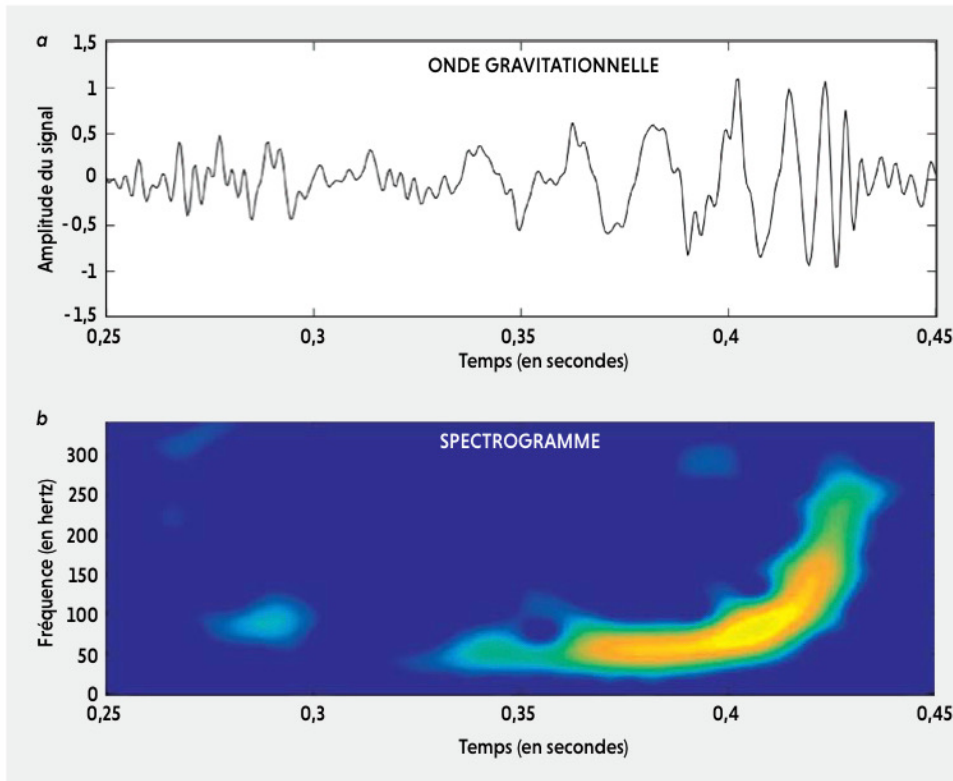 a
ONDE GRAVITATIONNELLE
Amplitude du signal
1,5
1
0,5
0
-0,5
-1
-1,5
0,25 0,3 0,35 0,4 0,45
Temps (en secondes)
b
SPECTROGRAMME
Fréquence (en hertz)
300
250
200
150
100
50
0
0,25 0,3 0,35 0,4 0,45
Temps (en secondes)